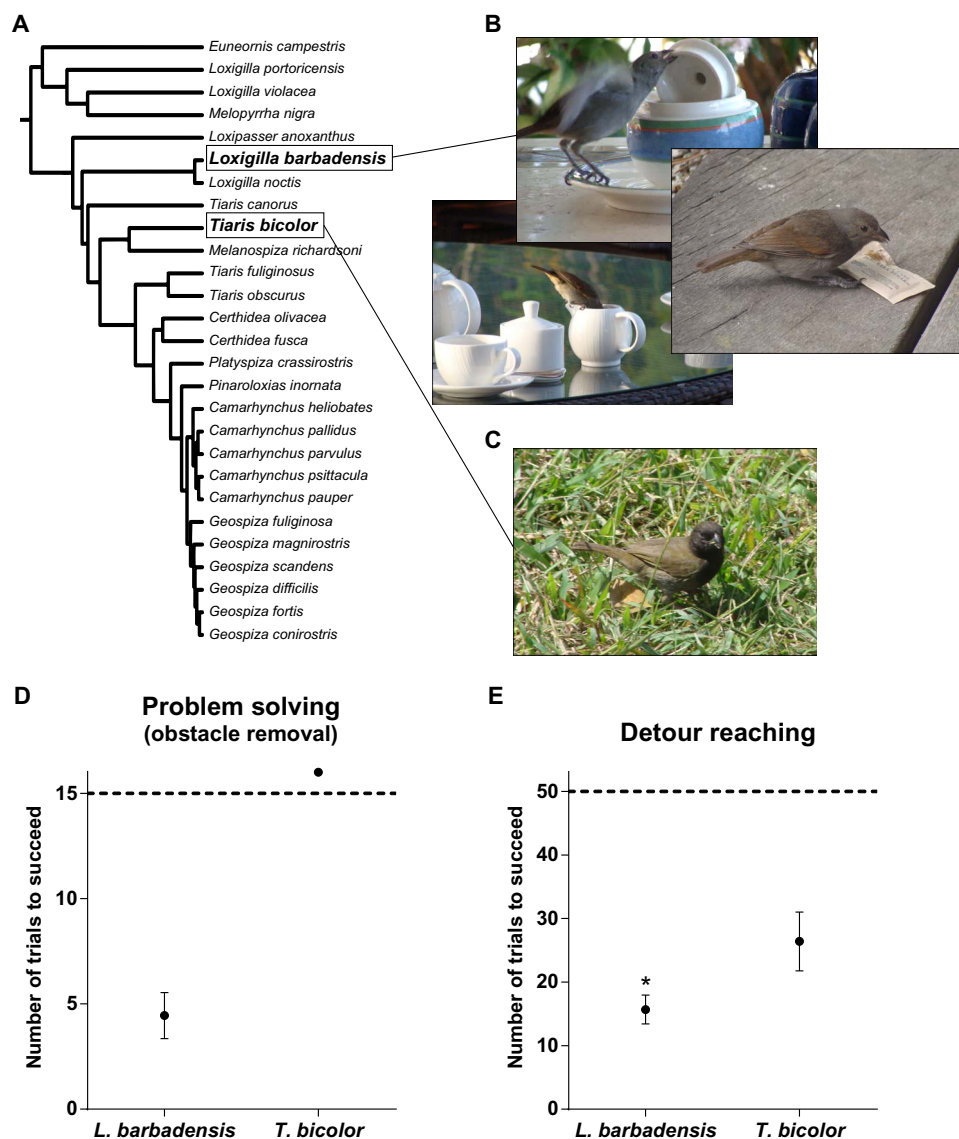 A
Euneornis campestris
Loxigilla portoricensis
Loxigilla violacea
Melopyrrha nigra
Loxipasser anoxanthus
Loxigilla barbadensis
Loxigilla noctis
Tiaris canorus
Tiaris bicolor
Melanospiza richardsoni
Tiaris fuliginosus
Tiaris obscurus
Certhidea olivacea
Certhidea fusca
Platyspiza crassirostris
Pinaroloxias inornata
Camarhynchus heliobates
Camarhynchus pallidus
Camarhynchus parvulus
Camarhynchus psittacula
Camarhynchus pauper
Geospiza fuliginosa
Geospiza magnirostris
Geospiza scandens
Geospiza difficilis
Geospiza fortis
Geospiza conirostris
B
C
D
Problem solving
(obstacle removal)
Number of trials to succeed
15
10
5
0
L. barbadensis T. bicolor
E
Detour reaching
Number of trials to succeed
50
40
30
20
10
0
*
L. barbadensis T. bicolor